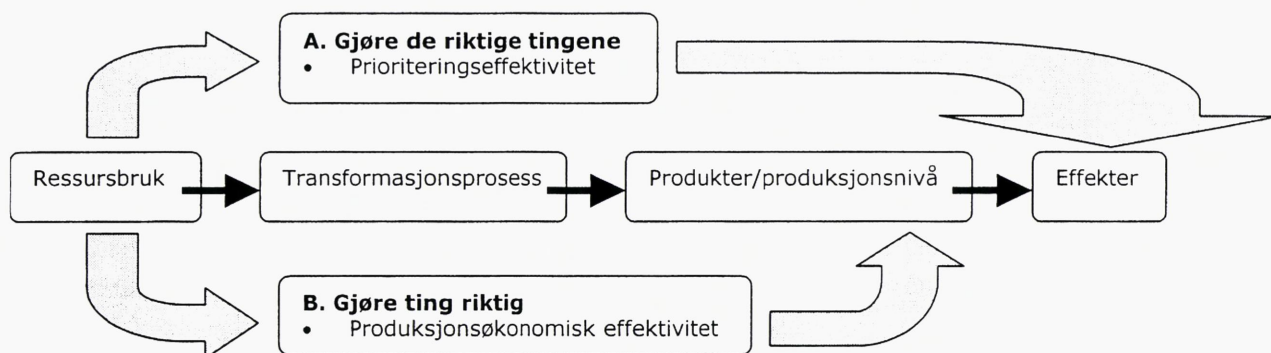 A. Gjøre de riktige tingene
• Prioriteringseffektivitet
Ressursbruk
Transformasjonsprosess
Produkter/produksjonsnivå
Effekter
B. Gjøre ting riktig
• Produksjonsøkonomisk effektivitet